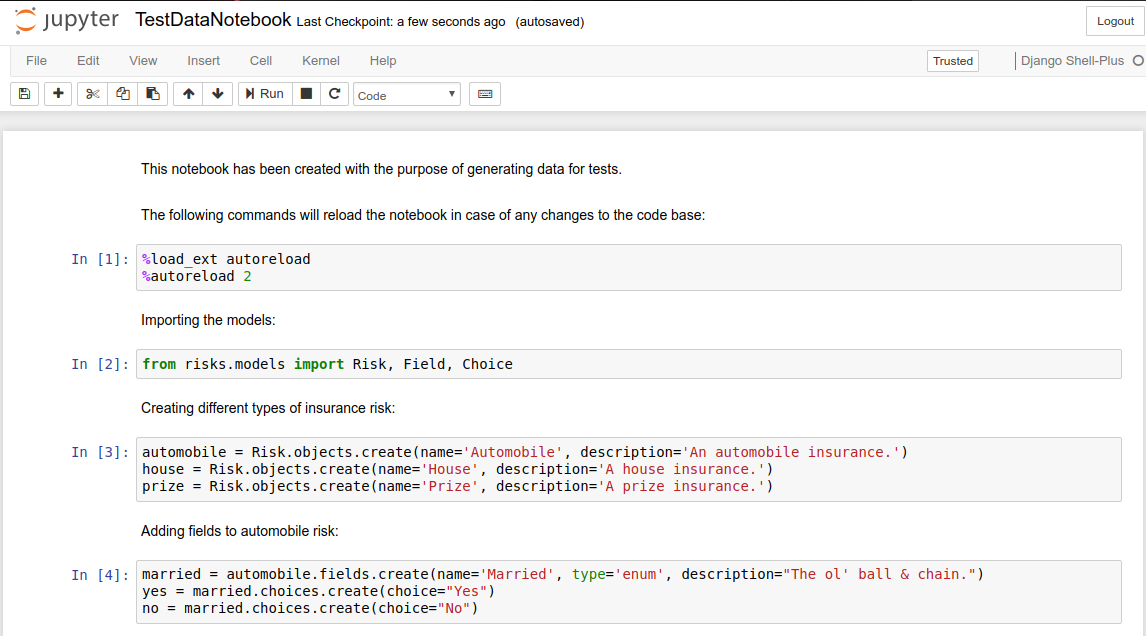 jupyter TestDataNotebook Last Checkpoint: a few seconds ago (autosaved) Logout
File Edit View Insert Cell Kernel Help Trusted Django Shell-Plus
Run Code
This notebook has been created with the purpose of generating data for tests.
The following commands will reload the notebook in case of any changes to the code base:
In [1]: %load_ext autoreload
%autoreload 2
Importing the models:
In [2]: from risks.models import Risk, Field, Choice
Creating different types of insurance risk:
In [3]: automobile = Risk.objects.create(name='Automobile', description='An automobile insurance.')
house = Risk.objects.create(name='House', description='A house insurance.')
prize = Risk.objects.create(name='Prize', description='A prize insurance.')
Adding fields to automobile risk:
In [4]: married = automobile.fields.create(name='Married', type='enum', description="The ol' ball & chain.")
yes = married.choices.create(choice="Yes")
no = married.choices.create(choice="No")